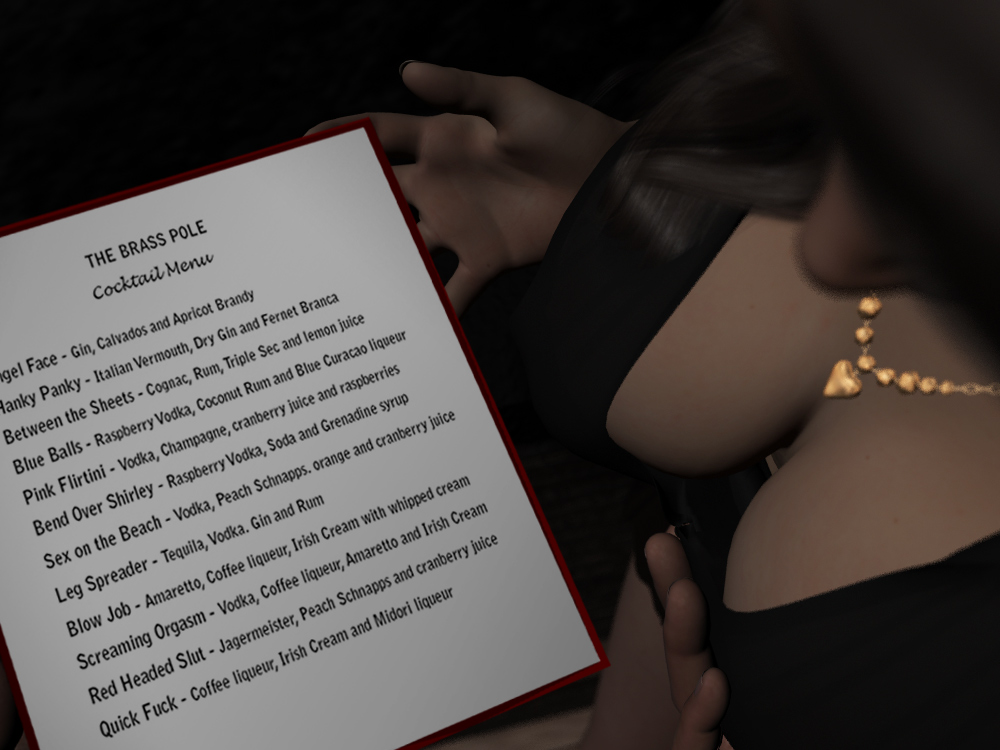 THE BRASS POLE
Cocktail Menu
ngel Face - Gin, Calvados and Apricot Brandy
Hanky Panky - Italian Vermouth, Dry Gin and Fernet Branca
Between the Sheets - Cognac, Rum, Triple Sec and lemon juice
Blue Balls - Raspberry Vodka, Coconut Rum and Blue Curacao liqueur
Pink Flirtini - Vodka, Champagne, cranberry juice and raspberries
Bend Over Shirley - Raspberry Vodka, Soda and Grenadine syrup
Sex on the Beach - Vodka, Peach Schnapps. orange and cranberry juice
Leg Spreader - Tequila, Vodka. Gin and Rum
Blow Job - Amaretto, Coffee liqueur, Irish Cream with whipped cream
Screaming Orgasm - Vodka, Coffee liqueur, Amaretto and Irish Cream
Red Headed Slut - Jagermeister, Peach Schnapps and cranberry juice
Quick Fuck - Coffee liqueur, Irish Cream and Midori liqueur